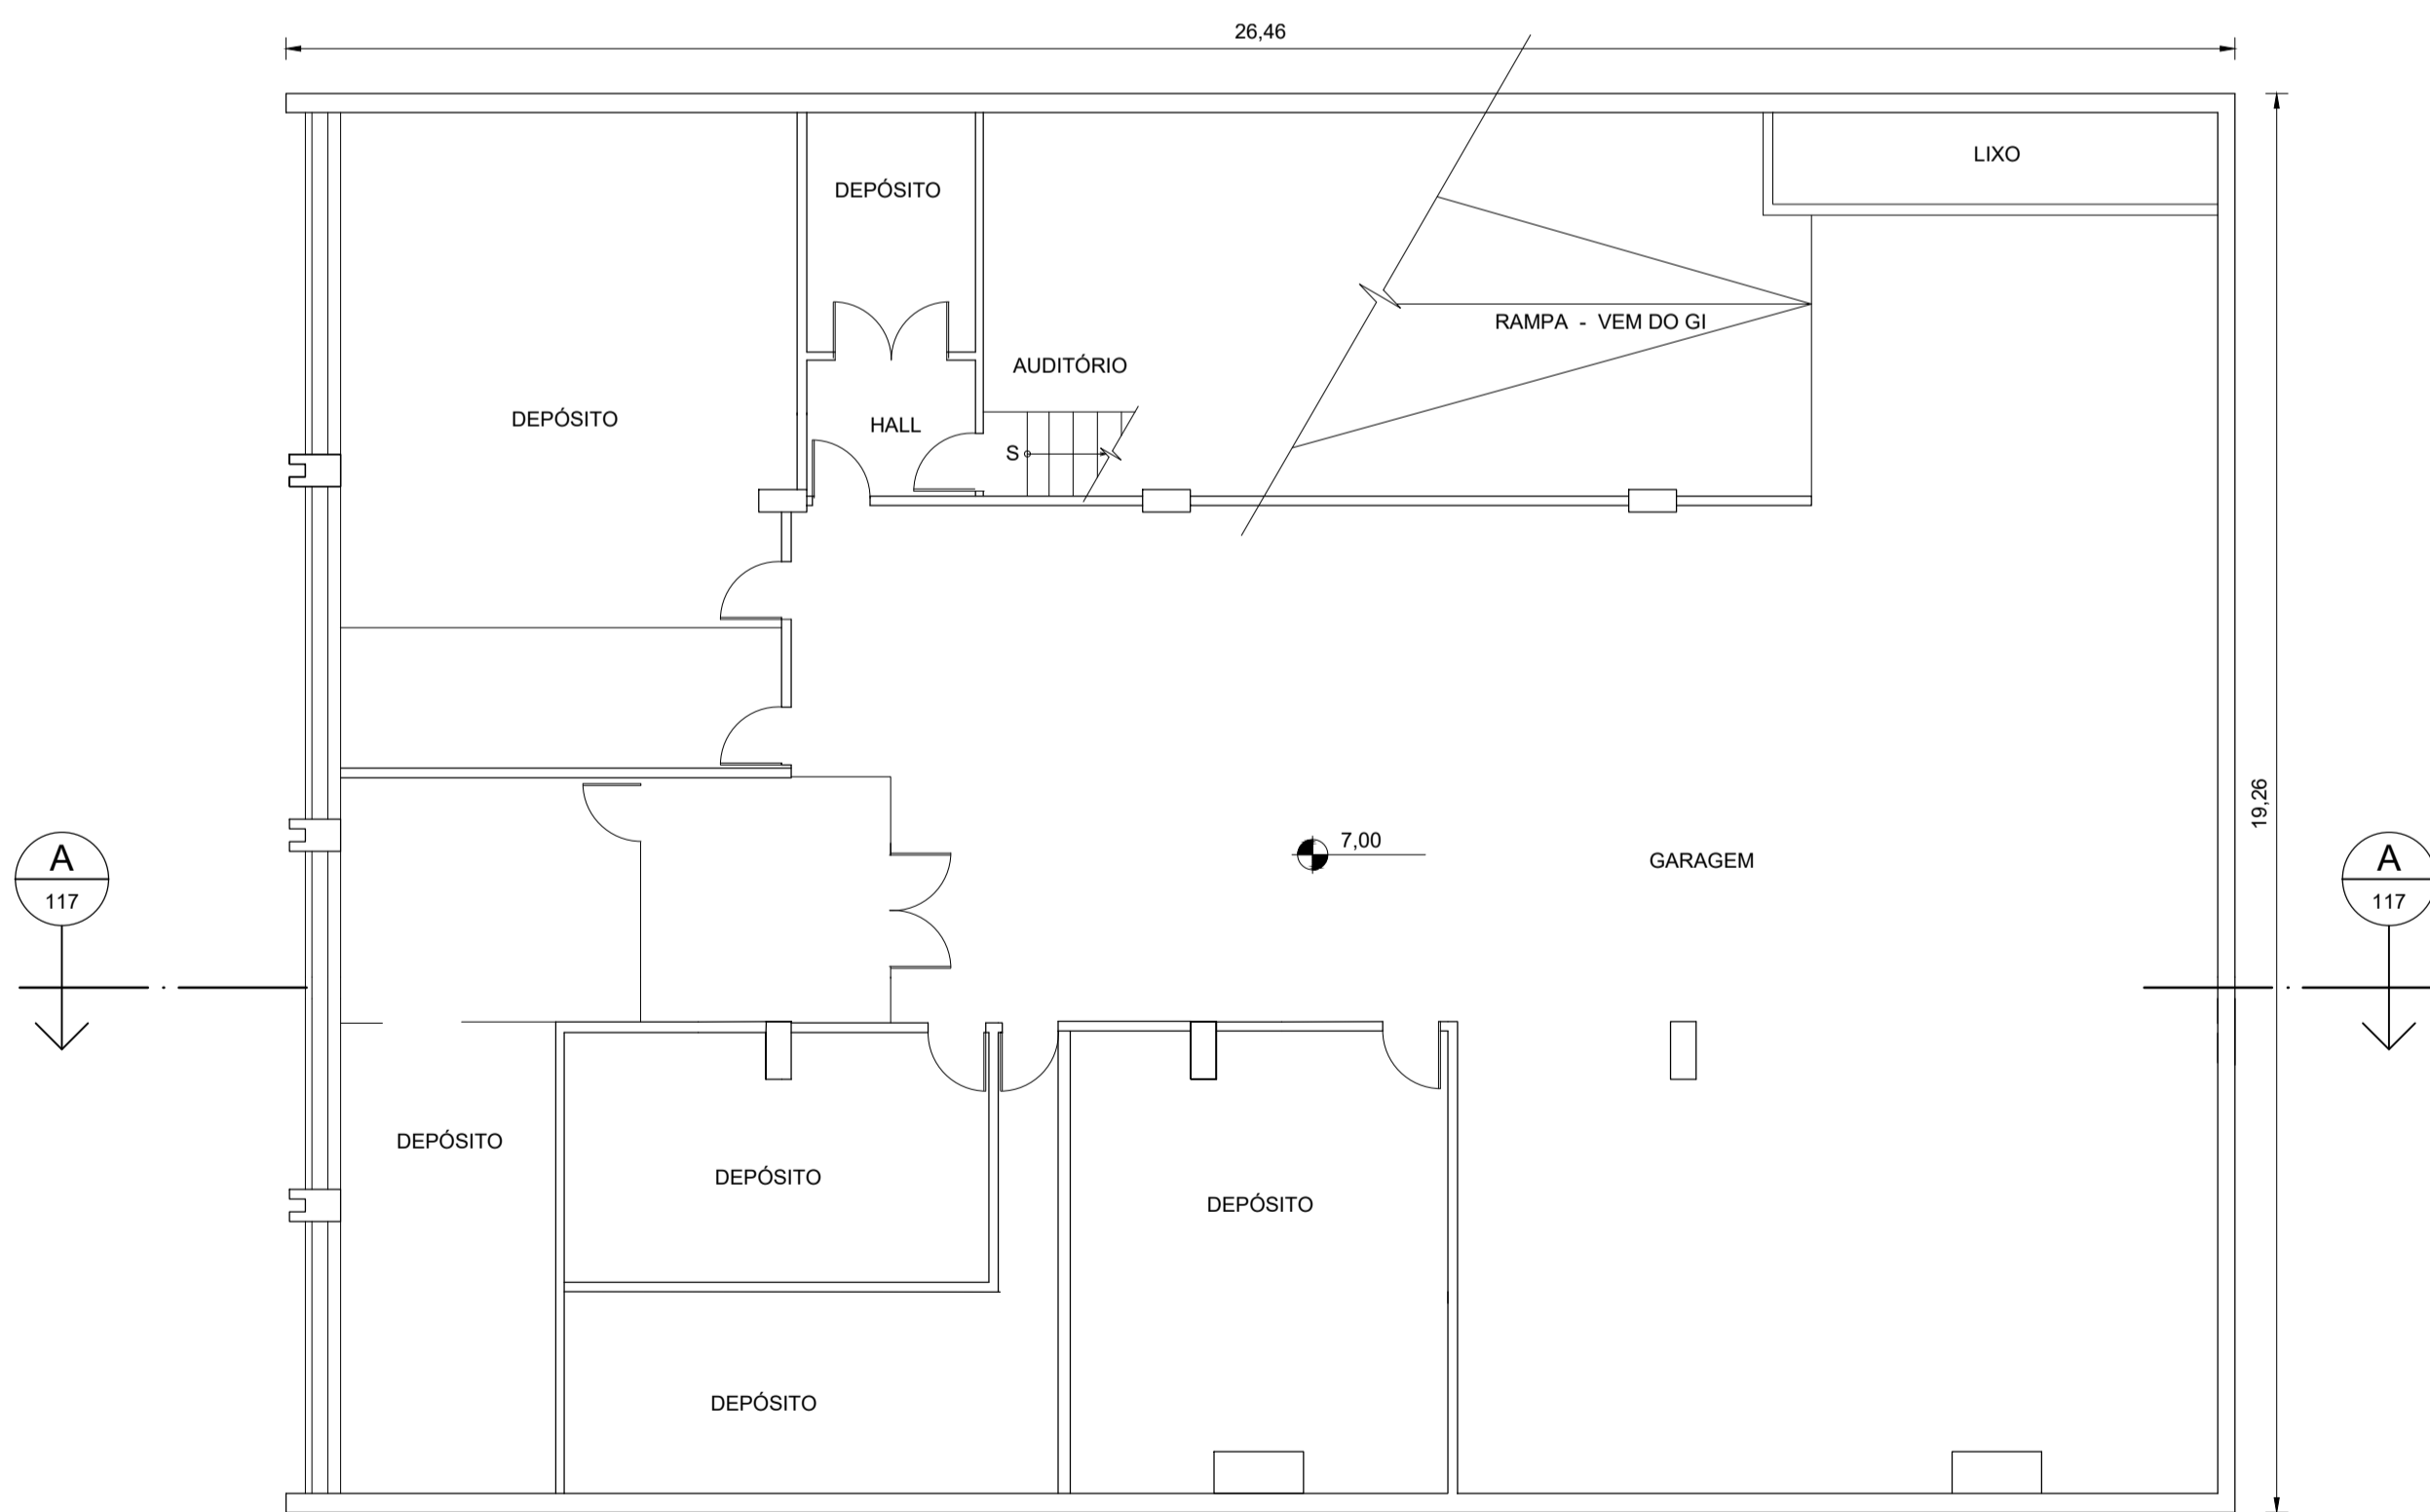 26,46
LIXO
DEPÓSITO
RAMPA - VEM DO GI
AUDITÓRIO
DEPÓSITO
HALL
S
19,26
7,00
GARAGEM
A
117
A
117
DEPÓSITO
DEPÓSITO
DEPÓSITO
DEPÓSITO